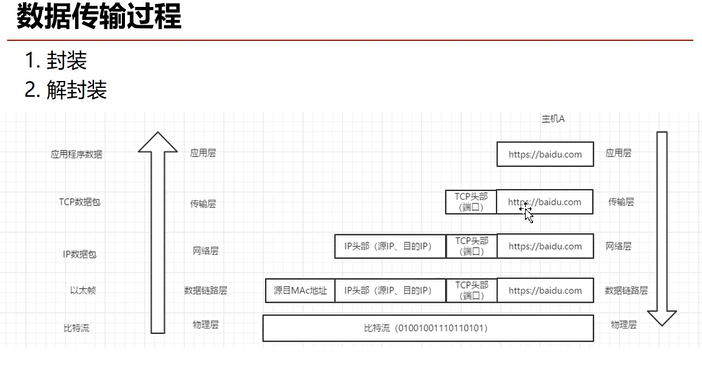 数据传输过程
1. 封装
2. 解封装
主机A
应用程序数据 应用层 https://baidu.com 应用层
TCP数据包 传输层 TCP头部（端口） https://baidu.com 传输层
IP数据包 网络层 IP头部（源IP、目的IP） TCP头部（端口） https://baidu.com 网络层
以太帧 数据链路层 源目MAc地址 IP头部（源IP、目的IP） TCP头部（端口） https://baidu.com 数据链路层
比特流 物理层 比特流（01001001110110101） 物理层